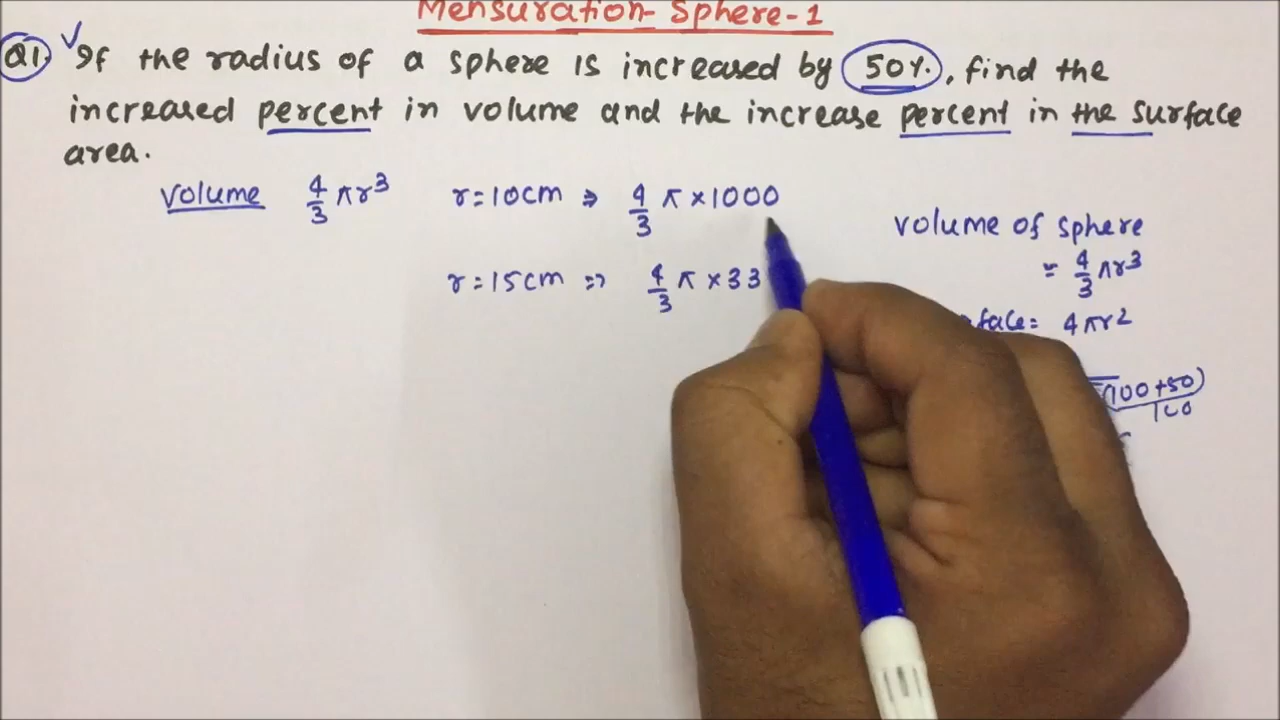 Mensuration- Sphere-1
Q1. If the radius of a sphere is increased by 50%, find the
increased percent in volume and the increase percent in the surface
area.
Volume 4/3 πr³ r=10cm ⇒ 4/3 π×1000
r=15cm => 4/3 π×33
volume of sphere
= 4/3 πr³
face= 4πr2
(100+50)
100